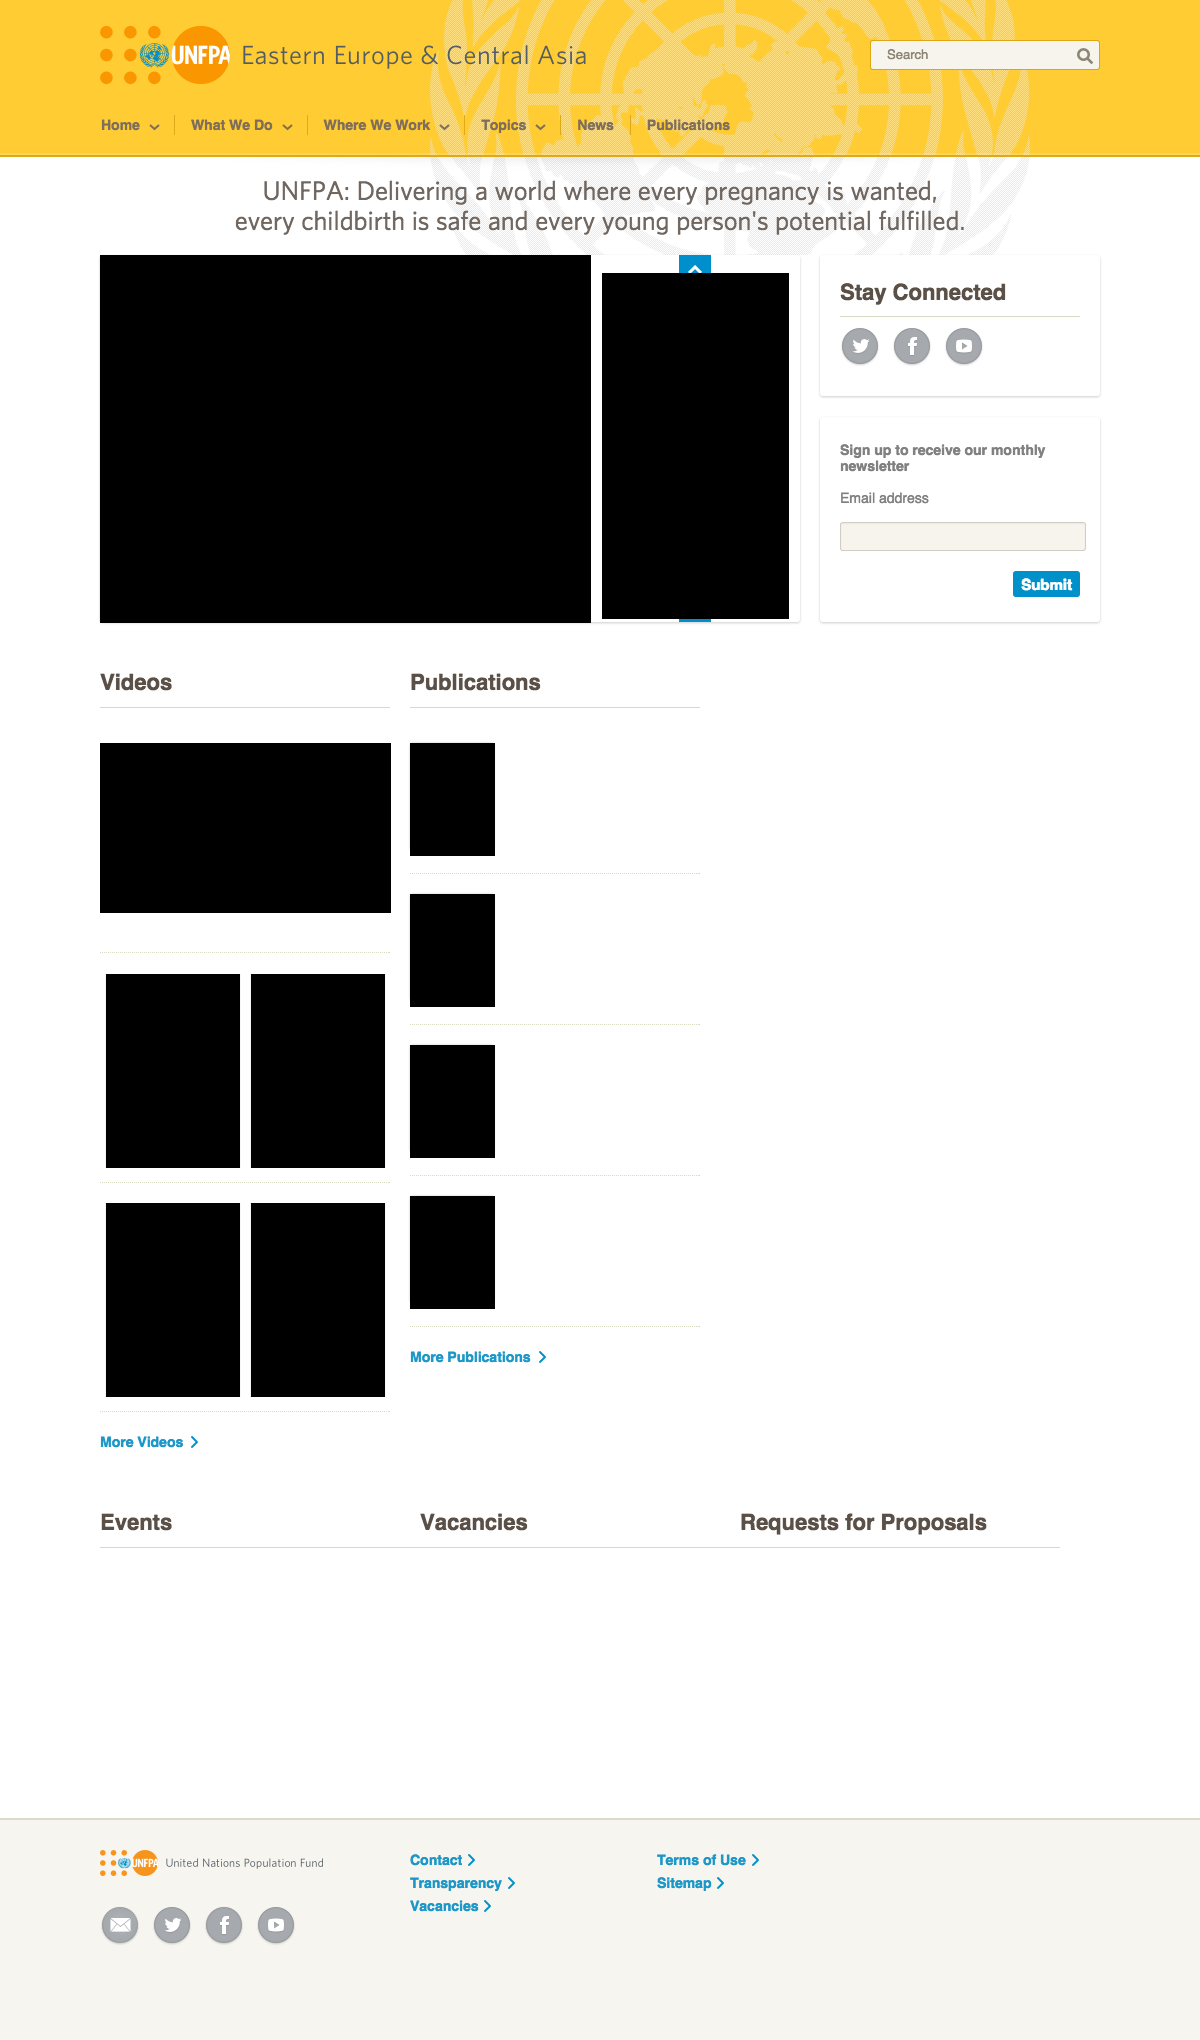 UNFPA Eastern Europe & Central Asia
Search
Home What We Do Where We Work Topics News Publications
UNFPA: Delivering a world where every pregnancy is wanted,
every childbirth is safe and every young person's potential fulfilled.
Stay Connected
Sign up to receive our monthly
newsletter
Email address
Submit
Videos
Publications
More Publications
More Videos
Events
Vacancies
Requests for Proposals
UNFPA United Nations Population Fund
Contact
Transparency
Vacancies
Terms of Use
Sitemap